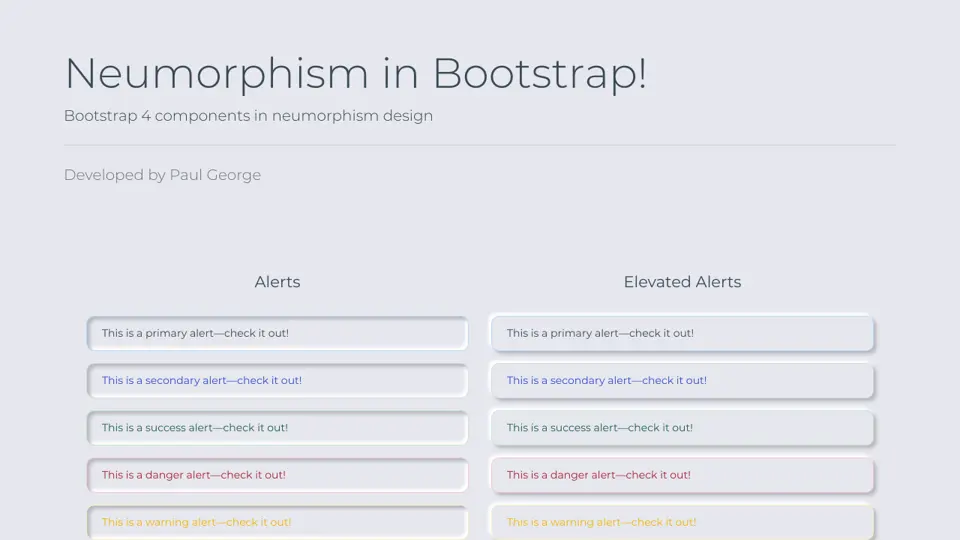 Neumorphism in Bootstrap!
Bootstrap 4 components in neumorphism design
Developed by Paul George
Alerts
This is a primary alert—check it out!
This is a secondary alert—check it out!
This is a success alert—check it out!
This is a danger alert—check it out!
This is a warning alert—check it out!
Elevated Alerts
This is a primary alert—check it out!
This is a secondary alert—check it out!
This is a success alert—check it out!
This is a danger alert—check it out!
This is a warning alert—check it out!